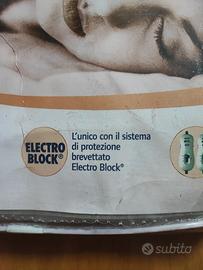 ELECTRO
BLOCK®
L'unico con il sistema
di protezione
brevettato
Electro Block®
subito